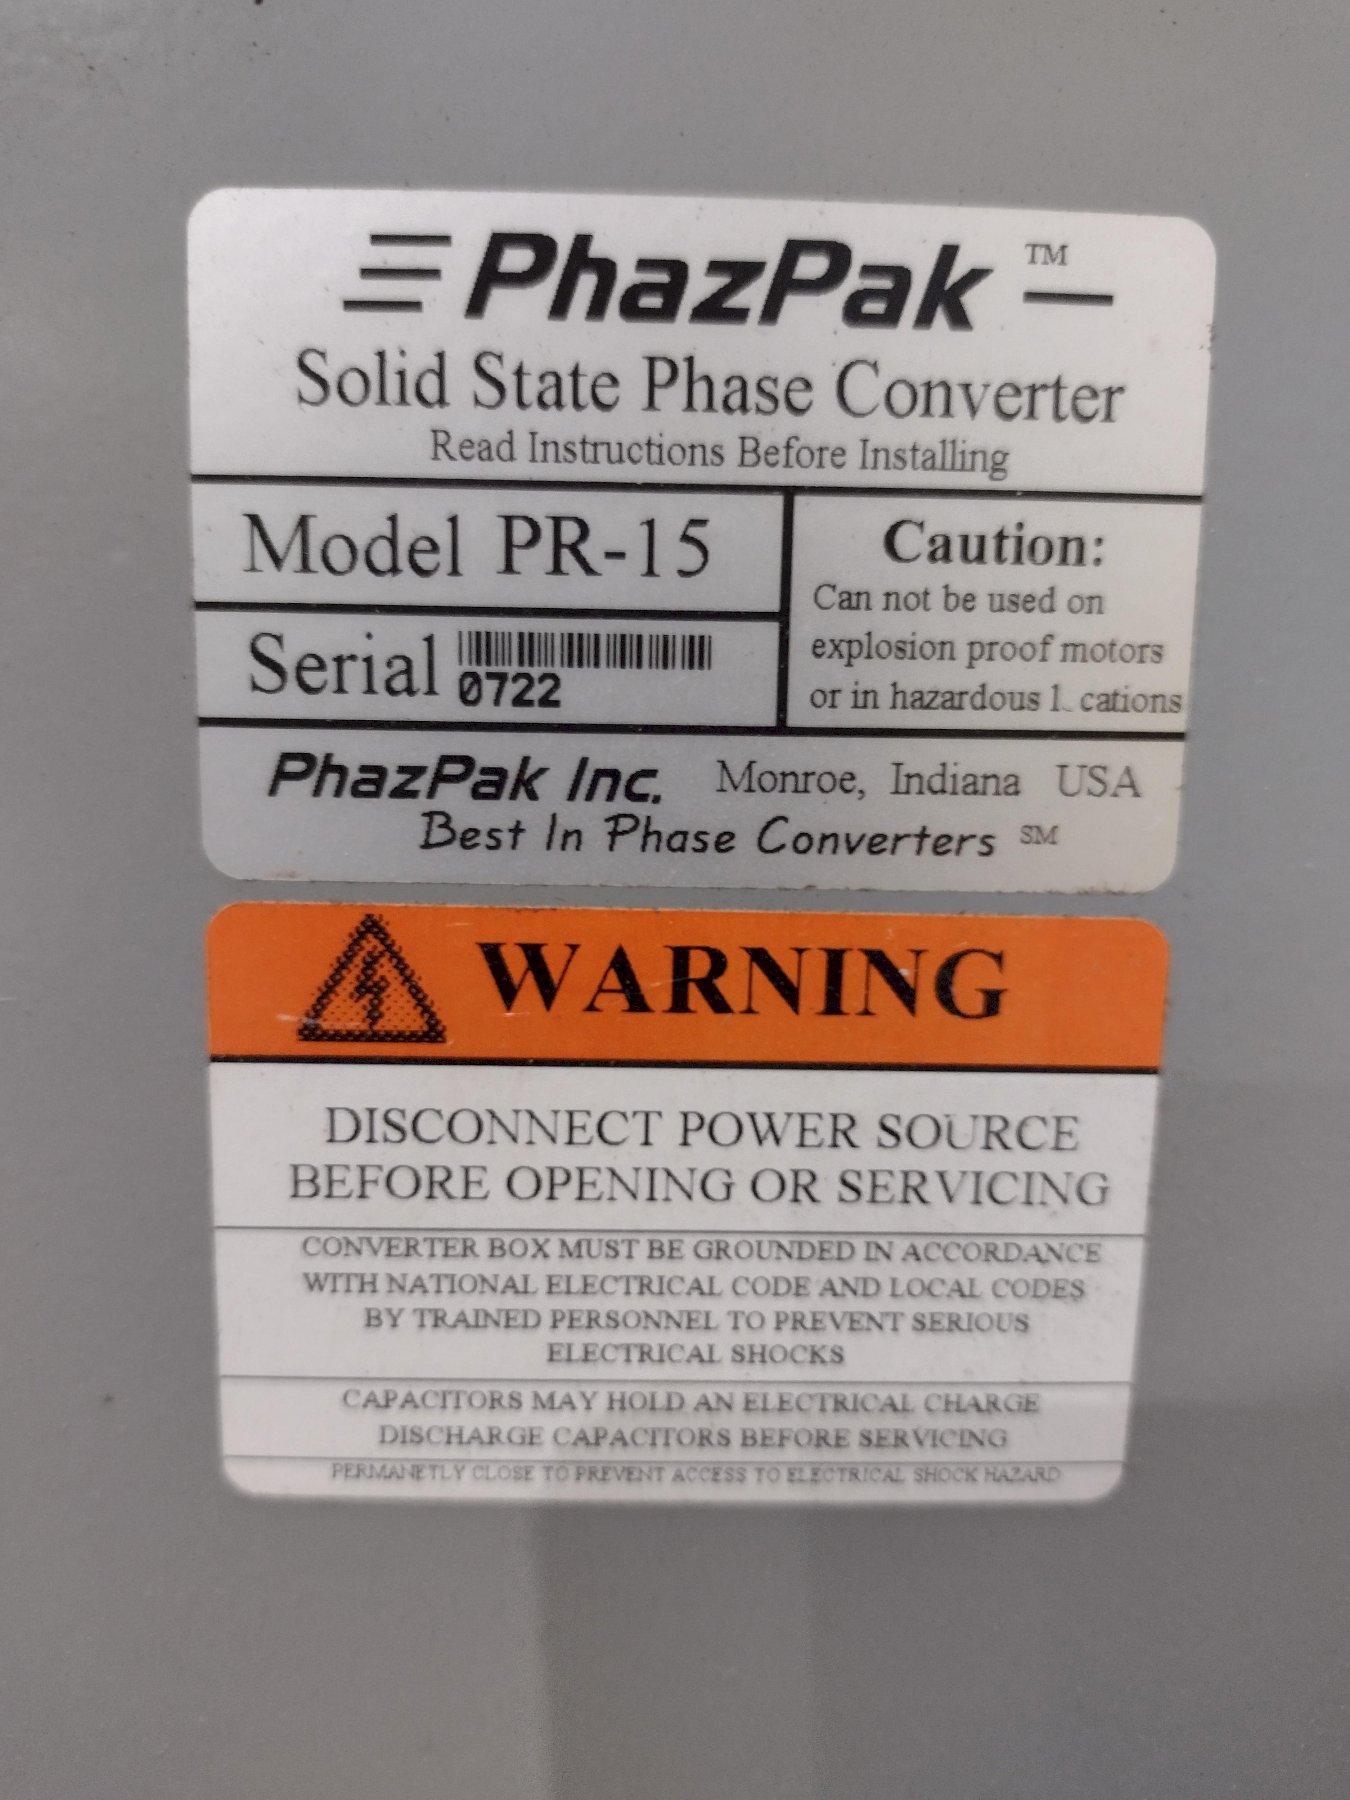 PhazPak ™
Solid State Phase Converter
Read Instructions Before Installing
Model PR-15
Serial
0722
Caution:
Can not be used on
explosion proof motors
or in hazardous l cations
PhazPak Inc. Monroe, Indiana USA
Best In Phase Converters ℠
WARNING
DISCONNECT POWER SOURCE
BEFORE OPENING OR SERVICING
CONVERTER BOX MUST BE GROUNDED IN ACCORDANCE
WITH NATIONAL ELECTRICAL CODE AND LOCAL CODES
BY TRAINED PERSONNEL TO PREVENT SERIOUS
ELECTRICAL SHOCKS
CAPACITORS MAY HOLD AN ELECTRICAL CHARGE
DISCHARGE CAPACITORS BEFORE SERVICING
PERMANETLY CLOSE TO PREVENT ACCESS TO ELECTRICAL SHOCK HAZARD